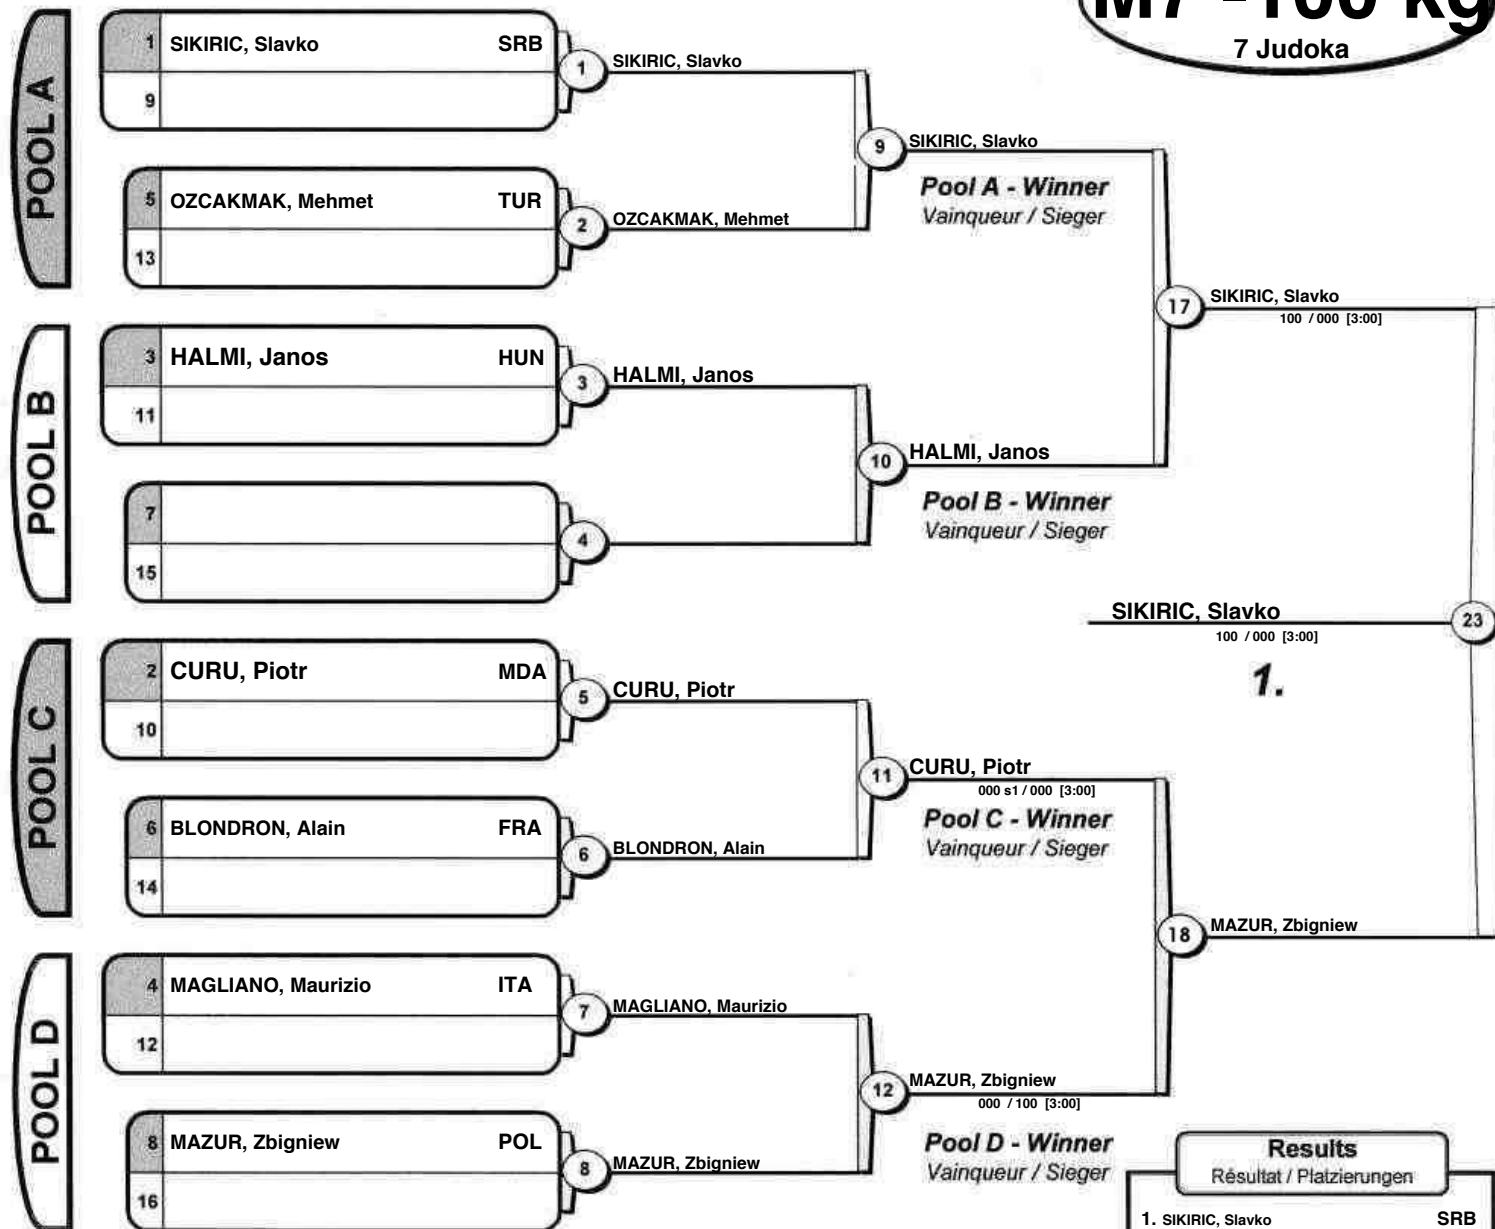 M7 -100 kg
7 Judoka
POOL A
1 SIKIRIC, Slavko SRB
9
5 OZCAKMAK, Mehmet TUR
13
1 SIKIRIC, Slavko
2 OZCAKMAK, Mehmet
9 SIKIRIC, Slavko
Pool A - Winner
Vainqueur / Sieger
POOL B
3 HALMI, Janos HUN
11
7
15
3 HALMI, Janos
4
10 HALMI, Janos
Pool B - Winner
Vainqueur / Sieger
17 SIKIRIC, Slavko
100 / 000 [3:00]
SIKIRIC, Slavko 23
100 / 000 [3:00]
1.
POOL C
2 CURU, Piotr MDA
10
6 BLONDRON, Alain FRA
14
5 CURU, Piotr
6 BLONDRON, Alain
11 CURU, Piotr
000 s1 / 000 [3:00]
Pool C - Winner
Vainqueur / Sieger
18 MAZUR, Zbigniew
POOL D
4 MAGLIANO, Maurizio ITA
12
8 MAZUR, Zbigniew POL
16
7 MAGLIANO, Maurizio
8 MAZUR, Zbigniew
12 MAZUR, Zbigniew
000 / 100 [3:00]
Pool D - Winner
Vainqueur / Sieger
Results
Résultat / Platzierungen
1. SIKIRIC, Slavko SRB